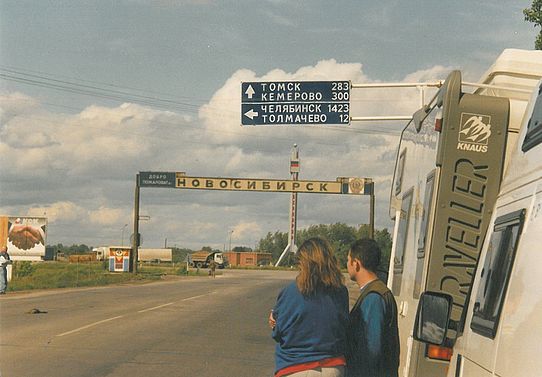 ТОМСК 283
КЕМЕРОВО 300
ЧЕЛЯБИНСК 1423
ТОЛМАЧЕВО 12
ДОБРО
ПОЖАЛОВАТЬ
НОВОСИБИРСК
KNAUS
TRAVELLER